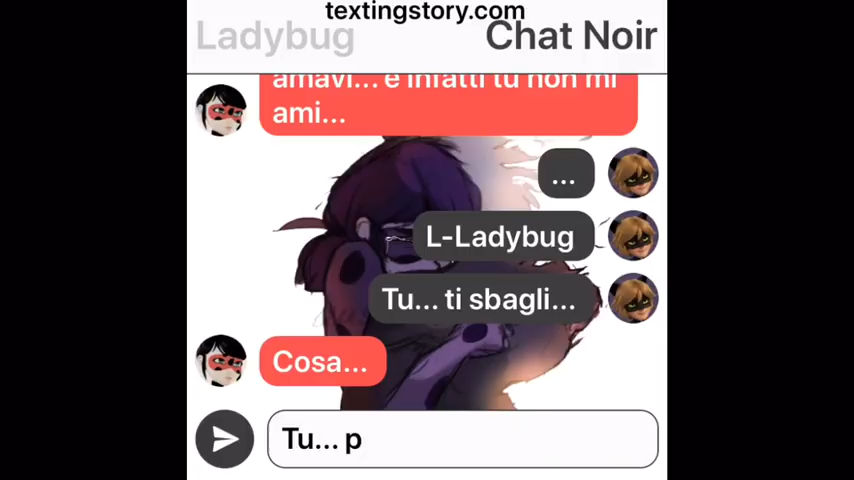 textingstory.com
Ladybug
Chat Noir
amavi... e infatti tu non mi
ami...
...
L-Ladybug
Tu... ti sbagli...
Cosa...
Tu... p